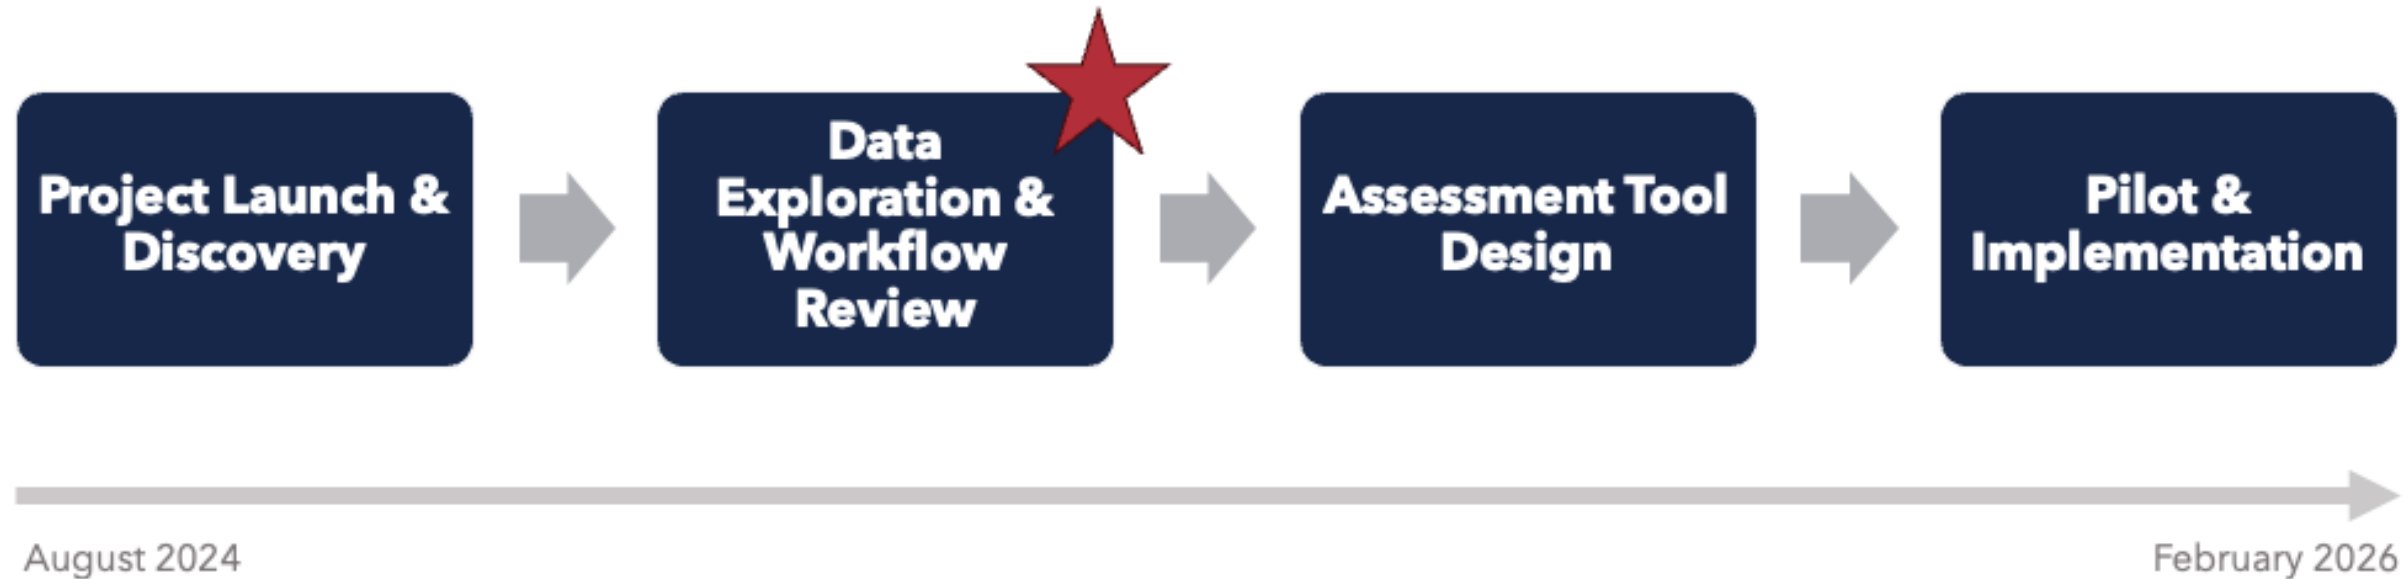 Project Launch &
Discovery
Data
Exploration &
Workflow
Review
Assessment Tool
Design
Pilot &
Implementation
August 2024
February 2026